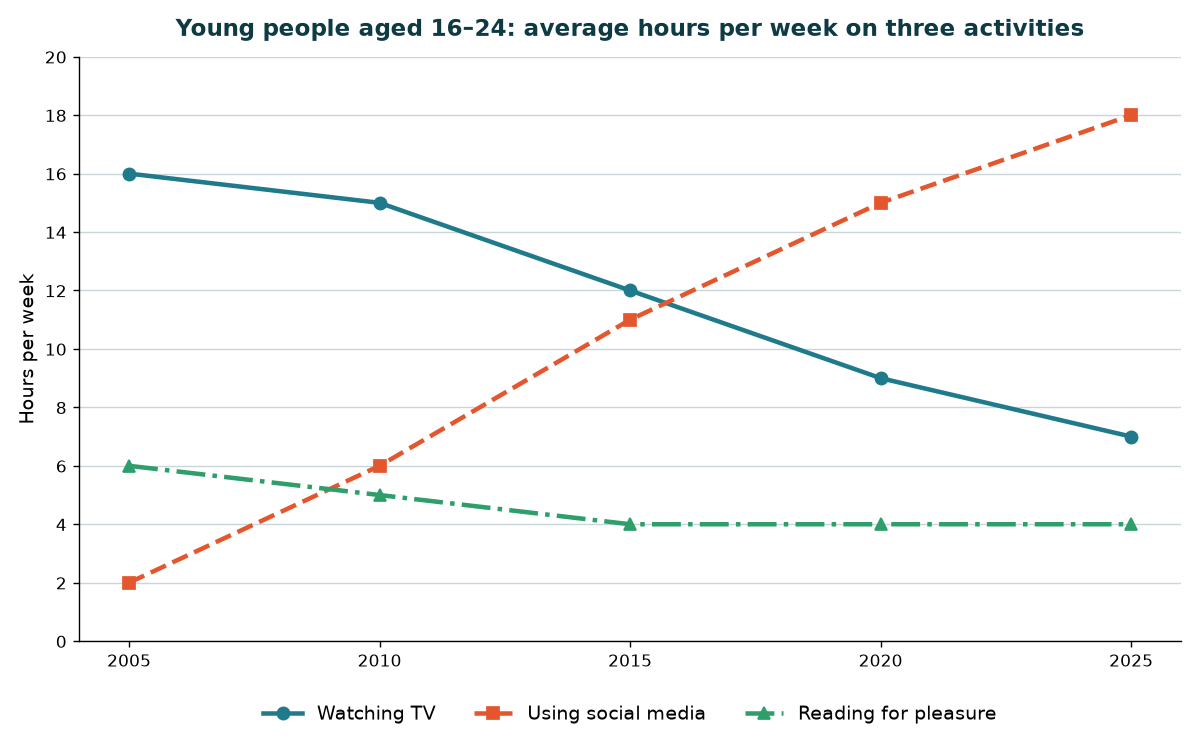 Young people aged 16–24: average hours per week on three activities
Hours per week
20
18
16
14
12
10
8
6
4
2
0
2005 2010 2015 2020 2025
Watching TV Using social media Reading for pleasure